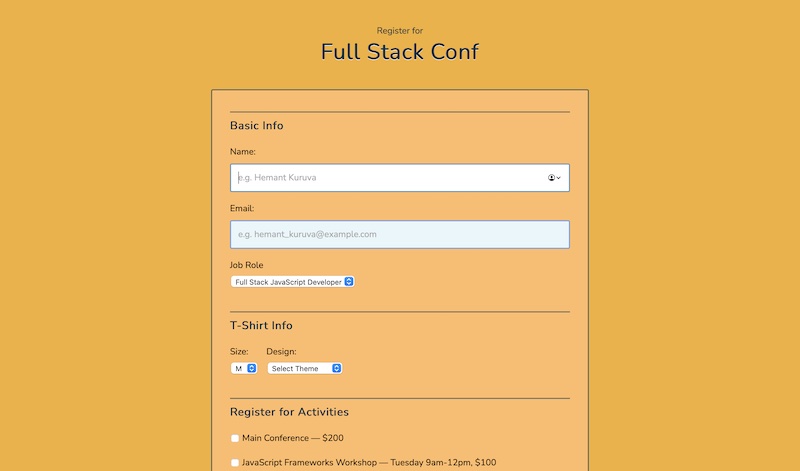 Register for
Full Stack Conf
Basic Info
Name:
e.g. Hemant Kuruva
Email:
e.g. hemant_kuruva@example.com
Job Role
Full Stack JavaScript Developer
T-Shirt Info
Size: Design:
M Select Theme
Register for Activities
Main Conference — $200
JavaScript Frameworks Workshop — Tuesday 9am-12pm, $100